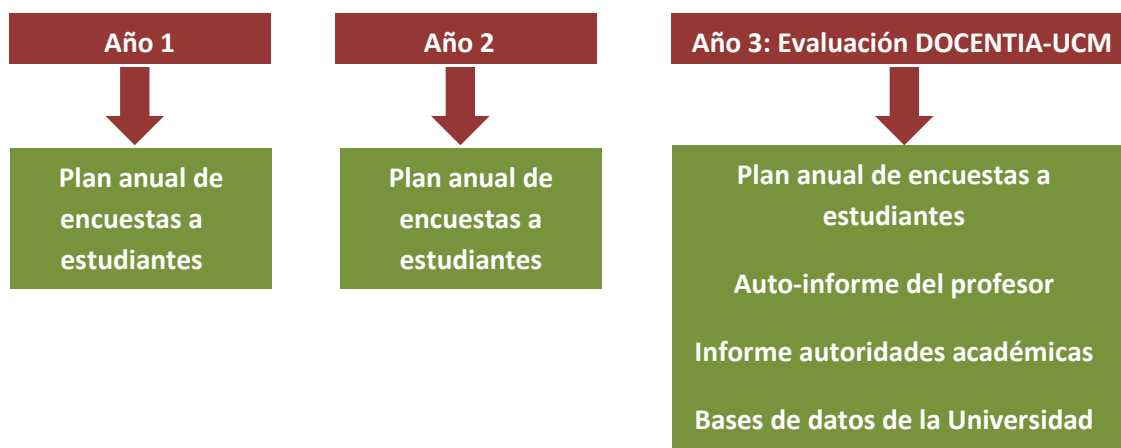 Año 1
Año 2
Año 3: Evaluación DOCENTIA-UCM
Plan anual de
encuestas a
estudiantes
Plan anual de
encuestas a
estudiantes
Plan anual de encuestas a
estudiantes
Auto-informe del profesor
Informe autoridades académicas
Bases de datos de la Universidad